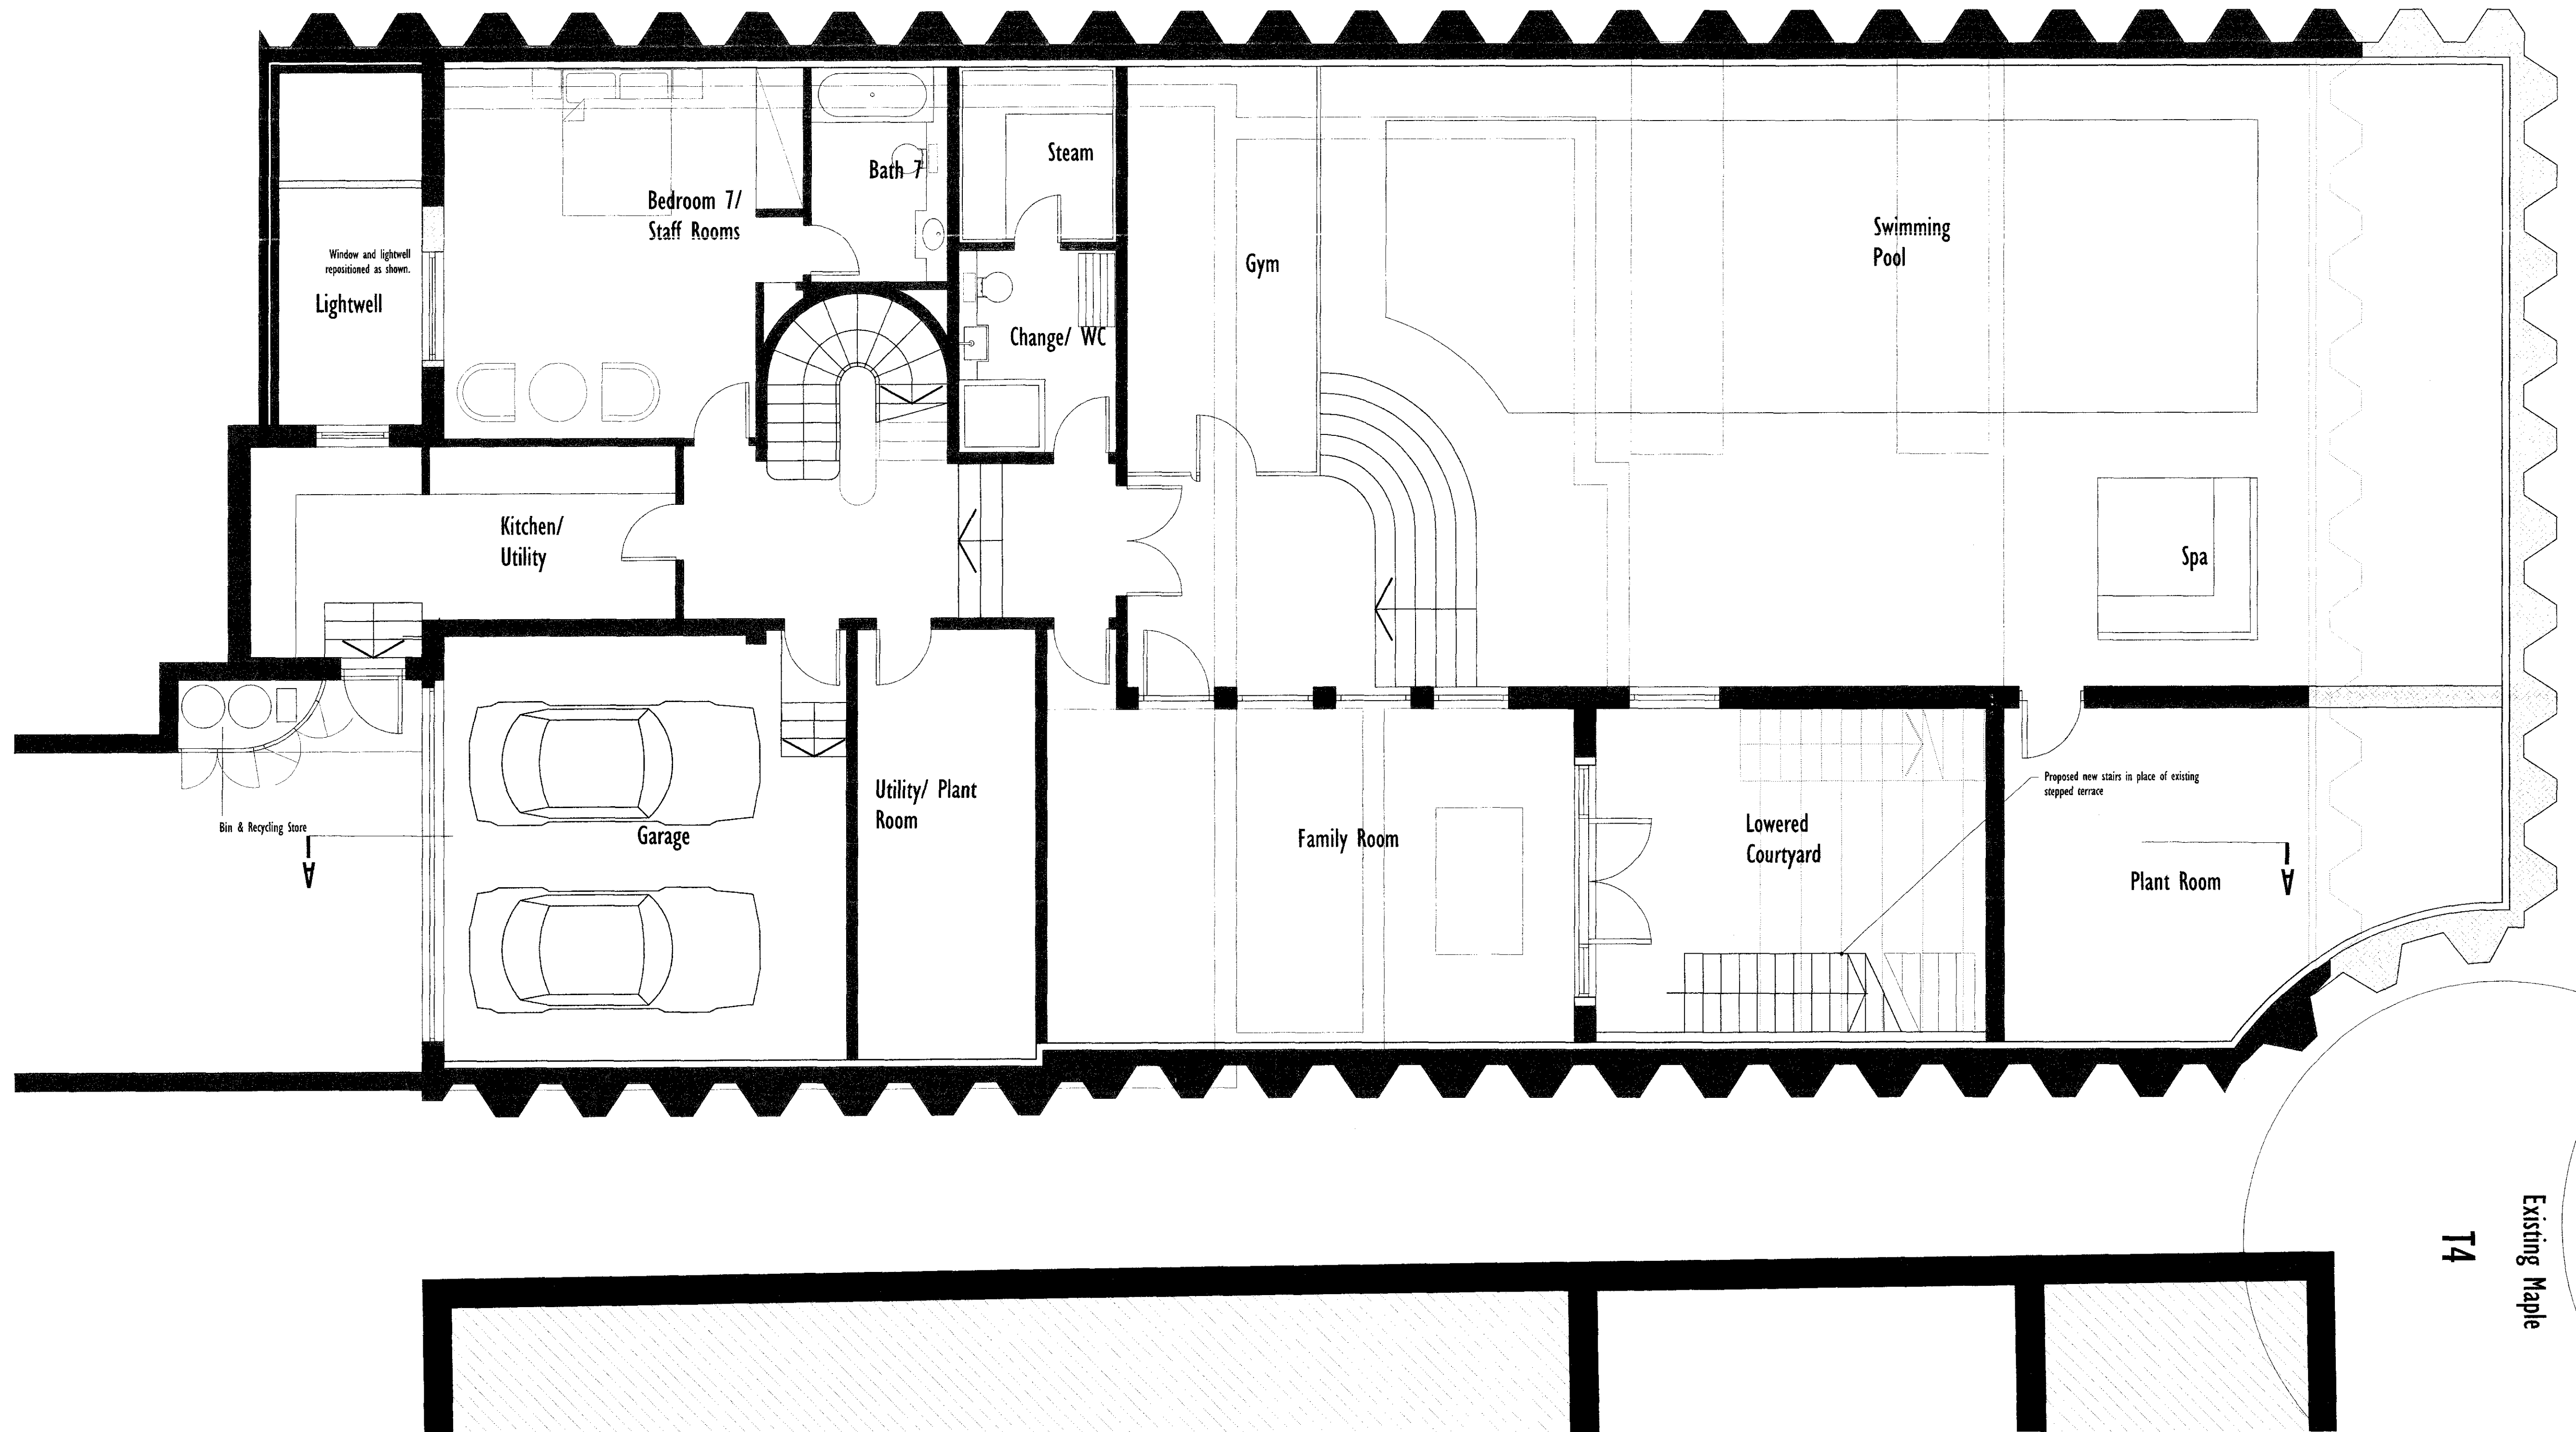 Bedroom 7/
Staff Rooms
Bath 7
Steam
Window and lightwell
repositioned as shown.
Lightwell
Change/ WC
Gym
Swimming
Pool
Kitchen/
Utility
Spa
Bin & Recycling Store
A
Garage
Utility/ Plant
Room
Family Room
Lowered
Courtyard
Proposed new stairs in place of existing
stepped terrace
Plant Room
A
Existing Maple
T4